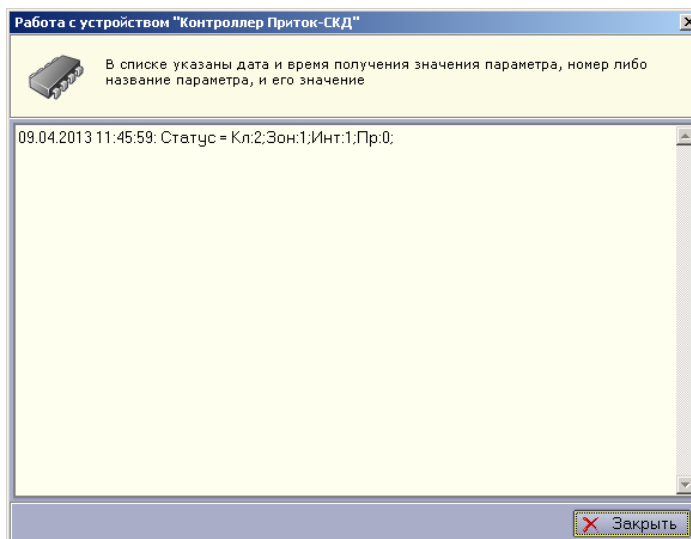 Работа с устройством "Контроллер Приток-СКД"
В списке указаны дата и время получения значения параметра, номер либо
название параметра, и его значение
09.04.2013 11:45:59: Статус = Кл:2;Зон:1;Инт:1;Пр:0;
Закрыть